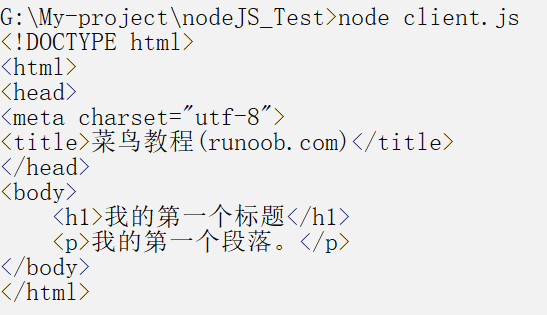 G:\My-project\nodeJS_Test>node client.js
<!DOCTYPE html>
<html>
<head>
<meta charset="utf-8">
<title>菜鸟教程(runoob.com)</title>
</head>
<body>
    <h1>我的第一个标题</h1>
    <p>我的第一个段落。</p>
</body>
</html>